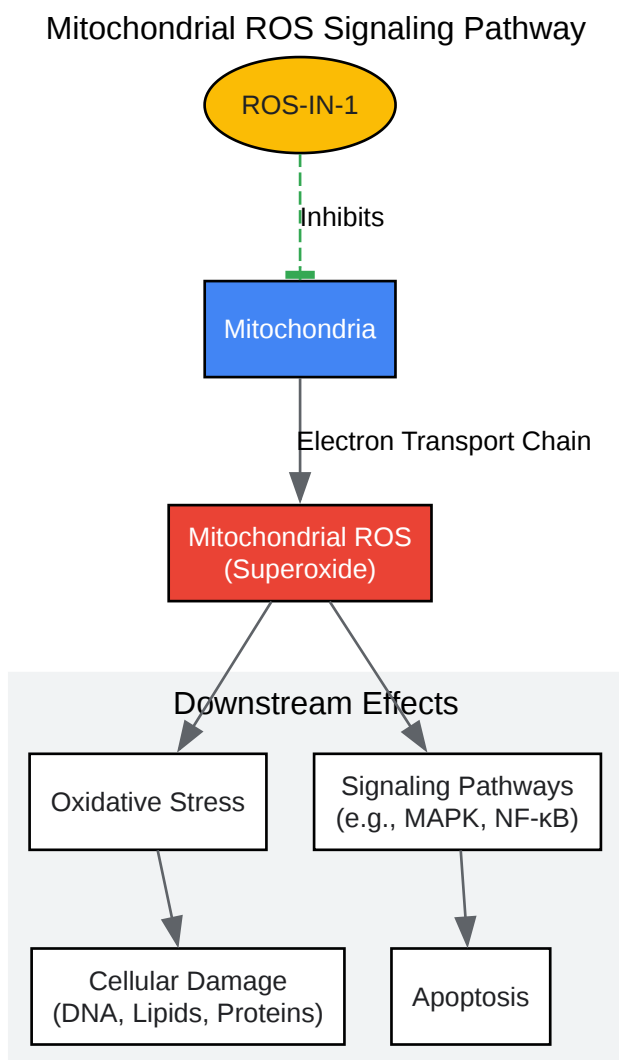 Mitochondrial ROS Signaling Pathway
ROS-IN-1
Inhibits
Mitochondria
Electron Transport Chain
Mitochondrial ROS
(Superoxide)
Downstream Effects
Oxidative Stress
Signaling Pathways
(e.g., MAPK, NF-κB)
Cellular Damage
(DNA, Lipids, Proteins)
Apoptosis